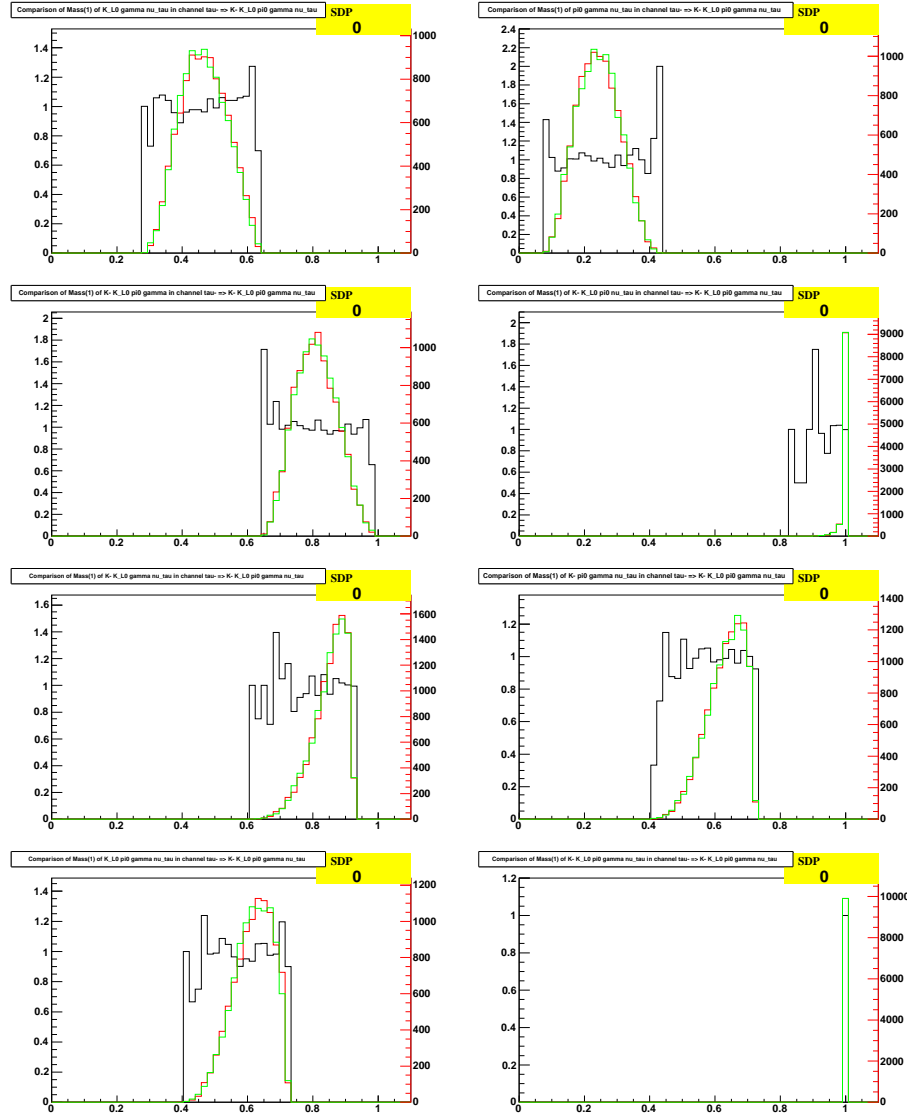 Comparison of Mass(1) of K_L0 gamma nu_tau in channel tau- => K- K_L0 pi0 gamma nu_tau
SDP
0
0 0.2 0.4 0.6 0.8 1
0 0.2 0.4 0.6 0.8 1 1.2 1.4
0 200 400 600 800 1000
Comparison of Mass(1) of pi0 gamma nu_tau in channel tau- => K- K_L0 pi0 gamma nu_tau
SDP
0
0 0.2 0.4 0.6 0.8 1
0 0.2 0.4 0.6 0.8 1 1.2 1.4 1.6 1.8 2 2.2 2.4
0 200 400 600 800 1000
Comparison of Mass(1) of K- K_L0 pi0 gamma in channel tau- => K- K_L0 pi0 gamma nu_tau
SDP
0
0 0.2 0.4 0.6 0.8 1
0 0.2 0.4 0.6 0.8 1 1.2 1.4 1.6 1.8 2
0 200 400 600 800 1000
Comparison of Mass(1) of K- K_L0 pi0 nu_tau in channel tau- => K- K_L0 pi0 gamma nu_tau
SDP
0
0 0.2 0.4 0.6 0.8 1
0 0.2 0.4 0.6 0.8 1 1.2 1.4 1.6 1.8 2
0 1000 2000 3000 4000 5000 6000 7000 8000 9000
Comparison of Mass(1) of K- K_L0 gamma nu_tau in channel tau- => K- K_L0 pi0 gamma nu_tau
SDP
0
0 0.2 0.4 0.6 0.8 1
0 0.2 0.4 0.6 0.8 1 1.2 1.4 1.6
0 200 400 600 800 1000 1200 1400 1600
Comparison of Mass(1) of K- pi0 gamma nu_tau in channel tau- => K- K_L0 pi0 gamma nu_tau
SDP
0
0 0.2 0.4 0.6 0.8 1
0 0.2 0.4 0.6 0.8 1 1.2
0 200 400 600 800 1000 1200 1400
Comparison of Mass(1) of K_L0 pi0 gamma nu_tau in channel tau- => K- K_L0 pi0 gamma nu_tau
SDP
0
0 0.2 0.4 0.6 0.8 1
0 0.2 0.4 0.6 0.8 1 1.2 1.4
0 200 400 600 800 1000 1200
Comparison of Mass(1) of K- K_L0 pi0 gamma nu_tau in channel tau- => K- K_L0 pi0 gamma nu_tau
SDP
0
0 0.2 0.4 0.6 0.8 1
0 0.2 0.4 0.6 0.8 1 1.2
0 2000 4000 6000 8000 10000